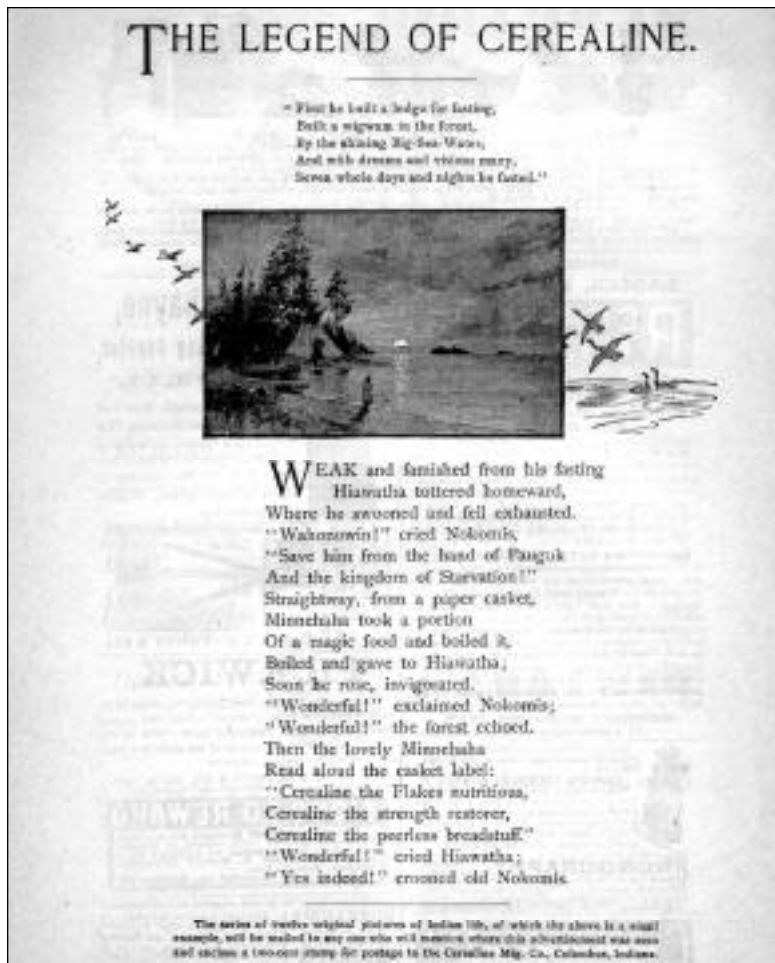 THE LEGEND OF CEREALINE.
"First he built a lodge for fasting,
Built a wigwam in the forest,
By the shining Big-Sea-Water,
And with dreams and visions many,
Seven whole days and nights he fasted."
WEAK and famished from his fasting
Hiawatha tottered homeward,
Where he swooned and fell exhausted.
"Wahonowin!" cried Nokomis,
"Save him from the hand of Pauguk
And the kingdom of Starvation!"
Straightway, from a paper casket,
Minnehaha took a portion
Of a magic food and boiled it,
Boiled and gave to Hiawatha;
Soon he rose, invigorated.
"Wonderful!" exclaimed Nokomis;
"Wonderful!" the forest echoed.
Then the lovely Minnehaha
Read aloud the casket label:
"Cerealine the Flakes nutritious,
Cerealine the strength restorer,
Cerealine the peerless breadstuff."
"Wonderful!" cried Hiawatha;
"Yes indeed!" crooned old Nokomis.
The series of twelve original pictures of Indian life, of which the above is a small
example, will be mailed to any one who will mention where this advertisement was seen
and enclose a two-cent stamp for postage to the Cerealine Mfg. Co., Columbus, Indiana.